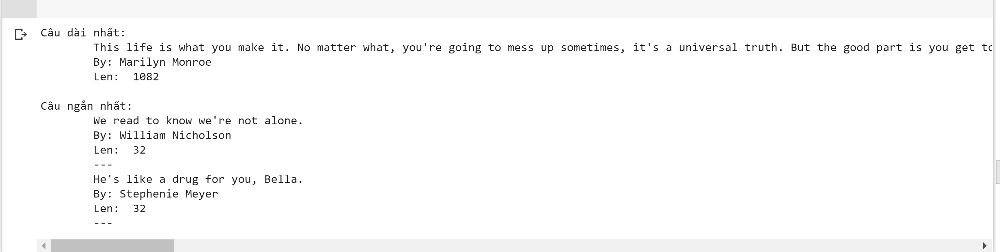 Câu dài nhất:
This life is what you make it. No matter what, you're going to mess up sometimes, it's a universal truth. But the good part is you get
By: Marilyn Monroe
Len:  1082
Câu ngắn nhất:
We read to know we're not alone.
By: William Nicholson
Len:  32
---
He's like a drug for you, Bella.
By: Stephenie Meyer
Len:  32
---